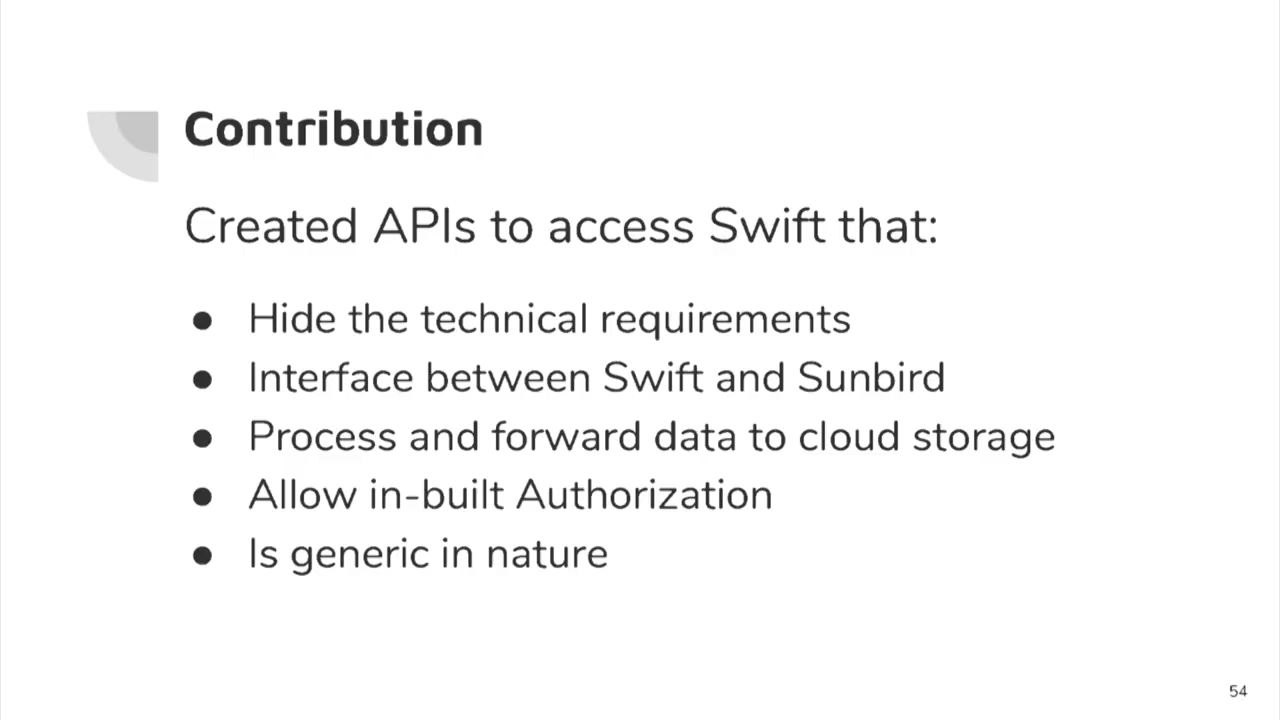 Contribution
Created APIs to access Swift that:
● Hide the technical requirements
● Interface between Swift and Sunbird
● Process and forward data to cloud storage
● Allow in-built Authorization
● Is generic in nature
54